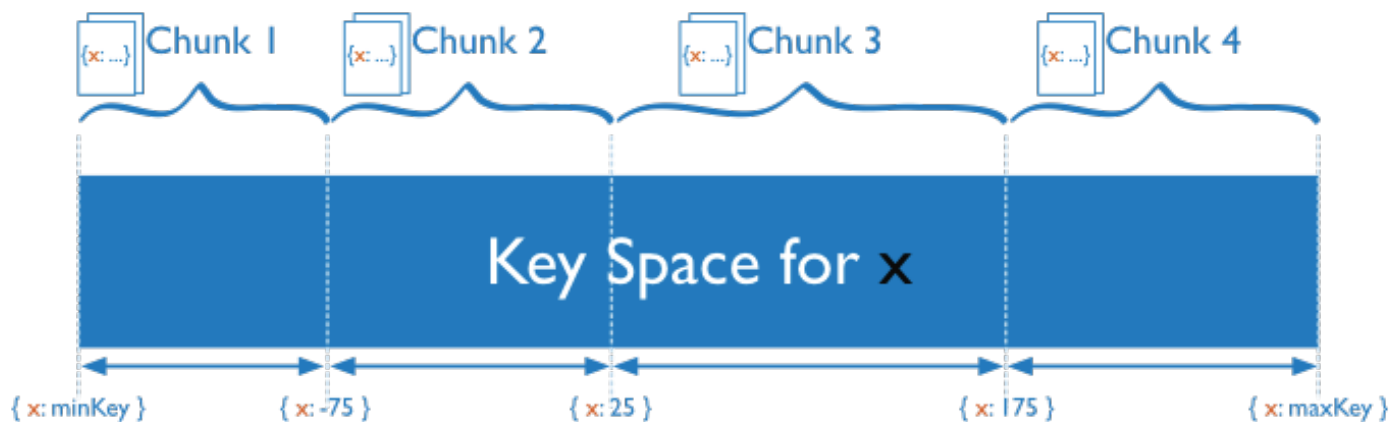 {x: ...} Chunk 1 {x: ...} Chunk 2 {x: ...} Chunk 3 {x: ...} Chunk 4
Key Space for x
{ x: minKey } { x: -75 } { x: 25 } { x: 175 } { x: maxKey }